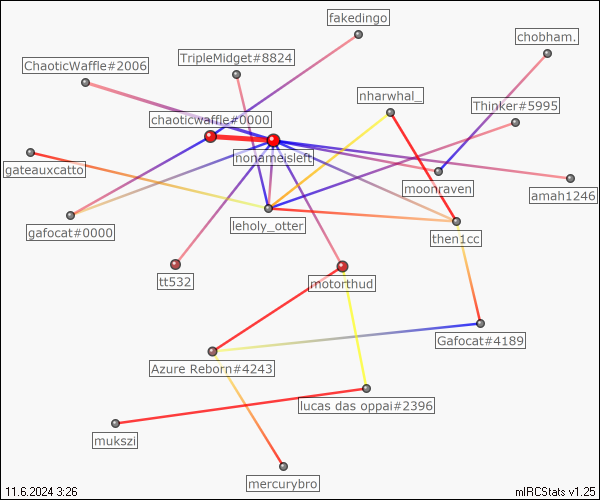 fakedingo
chobham.
TripleMidget#8824
ChaoticWaffle#2006
nharwhal_
Thinker#5995
chaoticwaffle#0000
nonameisleft
gateauxcatto
moonraven
amah1246
leholy_otter
gafocat#0000
then1cc
tt532
motorthud
Gafocat#4189
Azure Reborn#4243
lucas das oppai#2396
mukszi
mercurybro
11.6.2024 3:26
mIRCStats v1.25